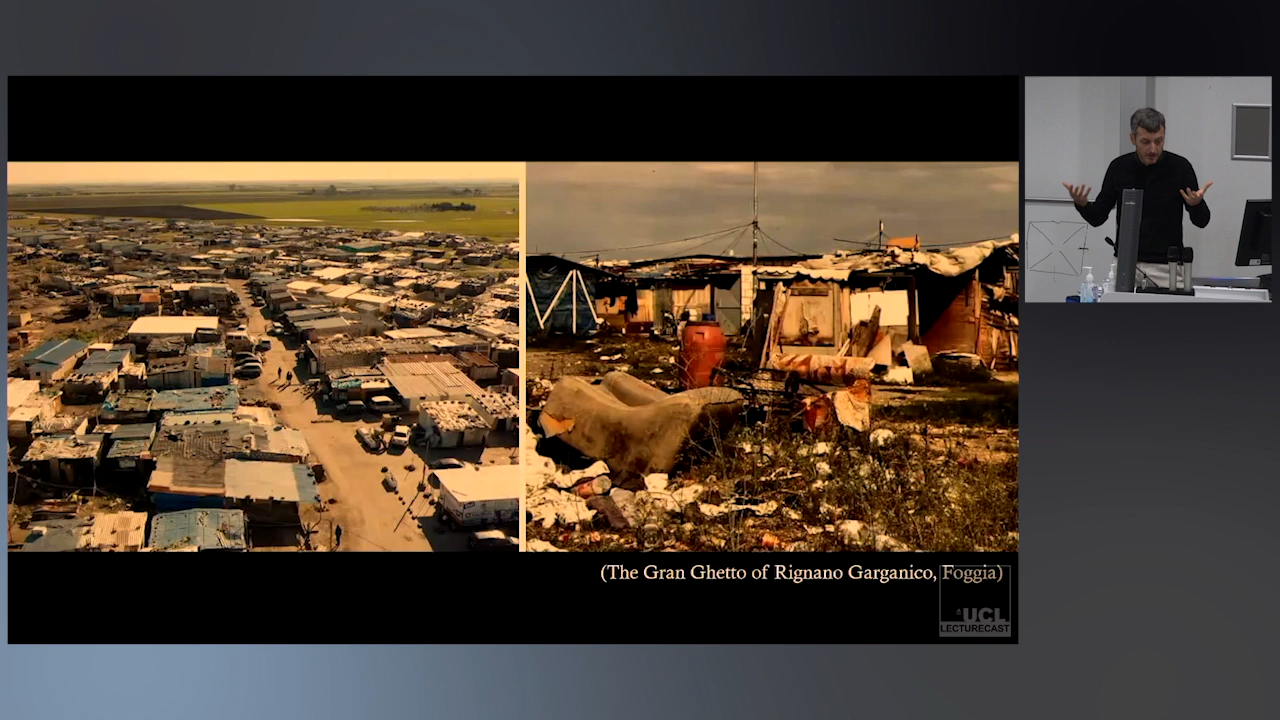 (The Gran Ghetto of Rignano Garganico, Foggia)
UCL
LECTURECAST